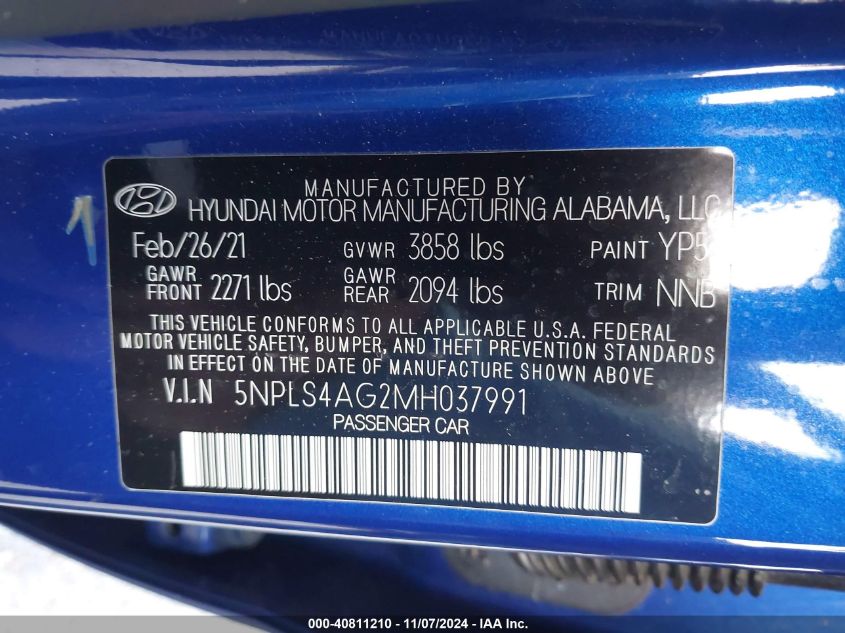 MANUFACTURED BY
HYUNDAI MOTOR MANUFACTURING ALABAMA, LLC
Feb/26/21 GVWR 3858 lbs PAINT YP5
GAWR FRONT 2271 lbs GAWR REAR 2094 lbs TRIM NNB
THIS VEHICLE CONFORMS TO ALL APPLICABLE U.S.A. FEDERAL
MOTOR VEHICLE SAFETY, BUMPER, AND THEFT PREVENTION STANDARDS
IN EFFECT ON THE DATE OF MANUFACTURE SHOWN ABOVE.
V.I.N 5NPLS4AG2MH037991
PASSENGER CAR
1
000-40811210 - 11/07/2024 - IAA Inc.